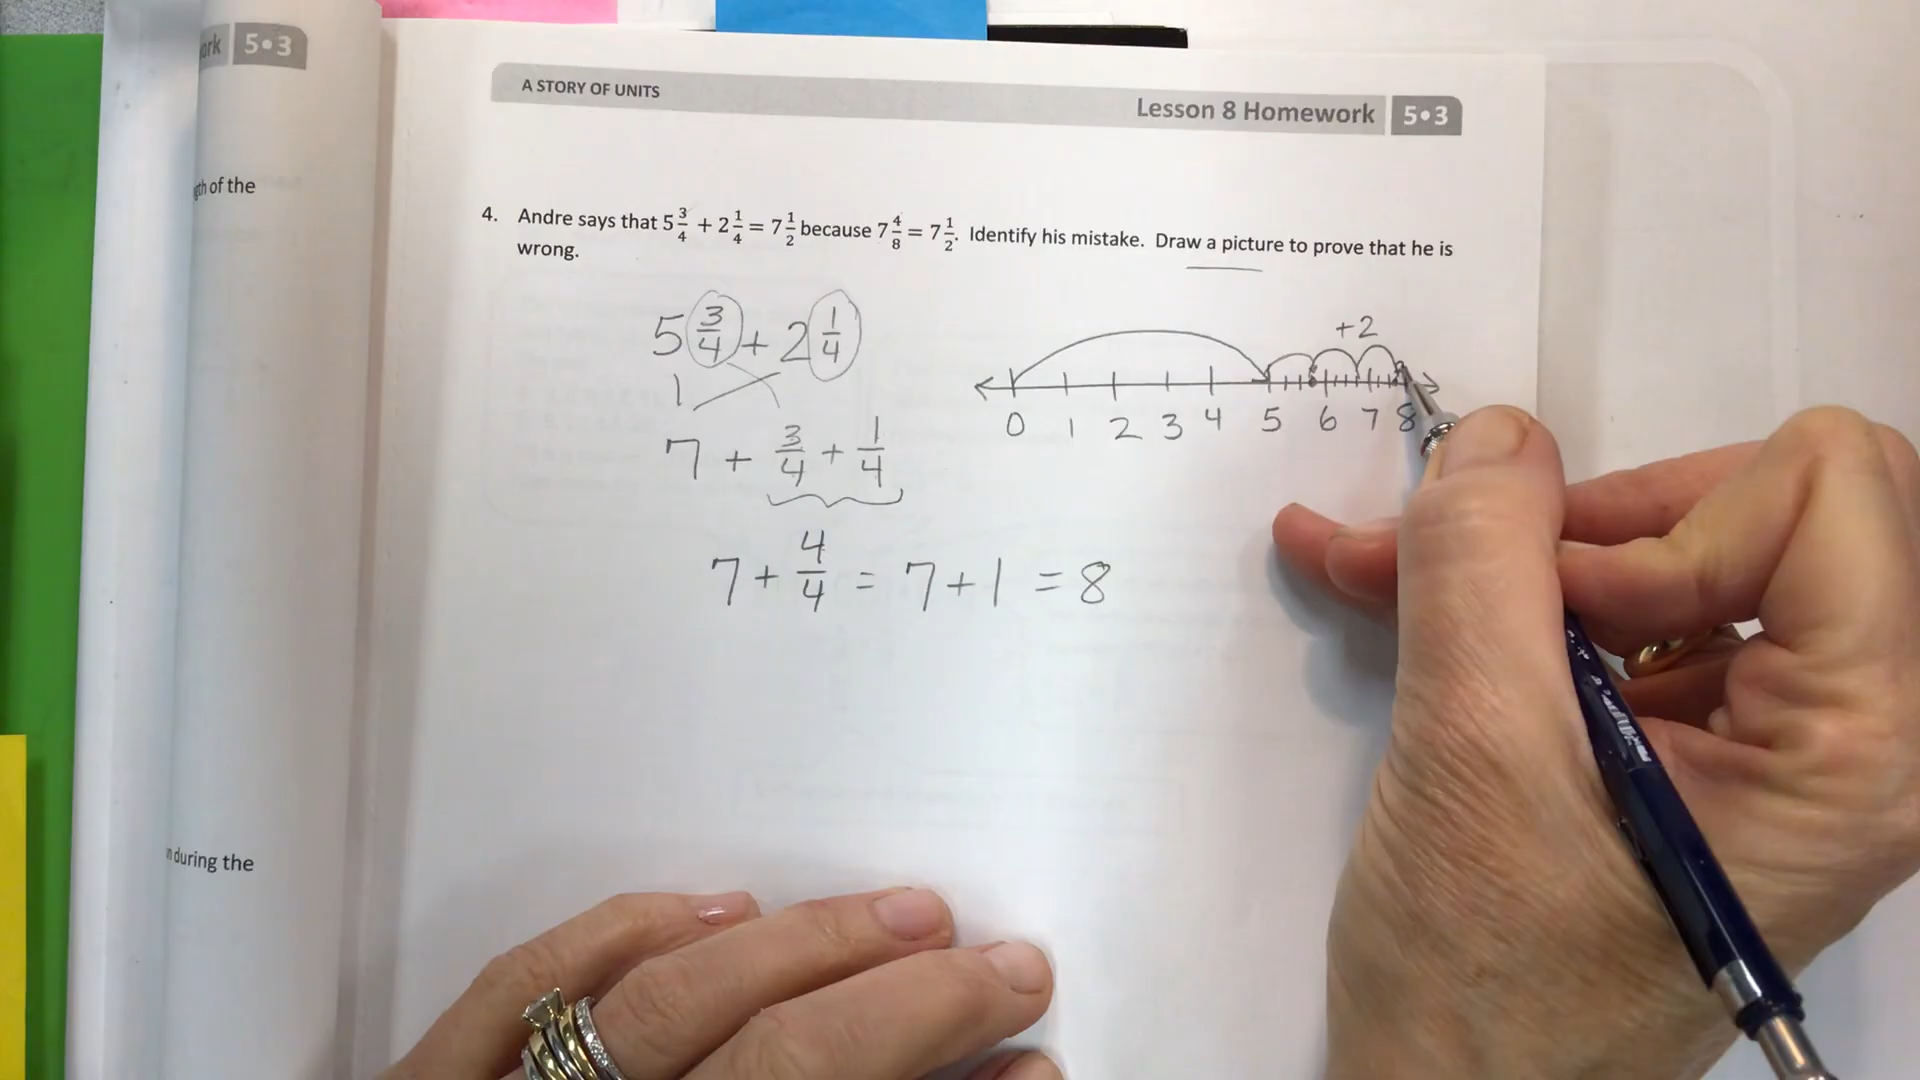 5•3
A STORY OF UNITS
Lesson 8 Homework 5•3
of the
4. Andre says that 5 3/4 + 2 1/4 = 7 1/2 because 7 4/8 = 7 1/2. Identify his mistake. Draw a picture to prove that he is
wrong.
5 3/4 + 2 1/4
7 + 3/4 + 1/4
7 + 4/4 = 7 + 1 = 8
+2
0 1 2 3 4 5 6 7 8
during the